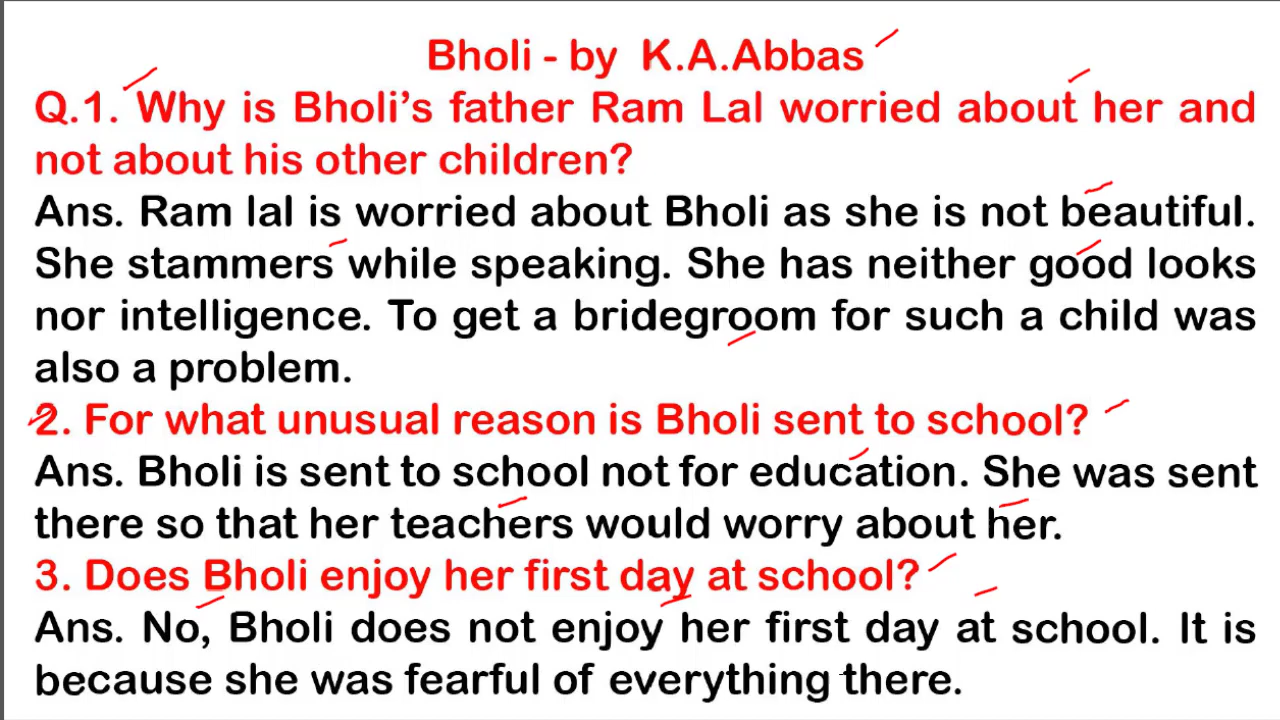 Bholi - by K.A.Abbas
Q.1. Why is Bholi’s father Ram Lal worried about her and
not about his other children?
Ans. Ram lal is worried about Bholi as she is not beautiful.
She stammers while speaking. She has neither good looks
nor intelligence. To get a bridegroom for such a child was
also a problem.
2. For what unusual reason is Bholi sent to school?
Ans. Bholi is sent to school not for education. She was sent
there so that her teachers would worry about her.
3. Does Bholi enjoy her first day at school?
Ans. No, Bholi does not enjoy her first day at school. It is
because she was fearful of everything there.